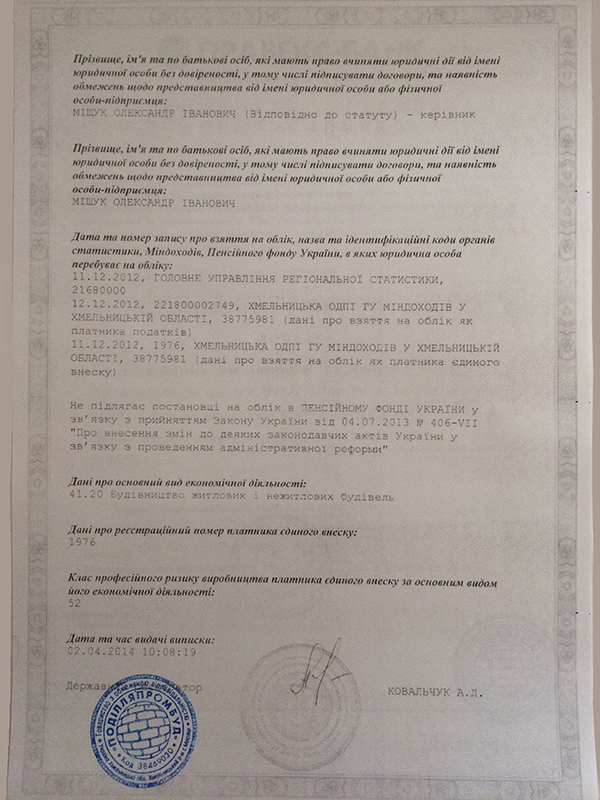 Прізвище, ім'я та по батькові осіб, які мають право вчиняти юридичні дії від імені
юридичної особи без довіреності, у тому числі підписувати договори, та наявність
обмежень щодо представництва від імені юридичної особи або фізичної
особи-підприємця:
МІЩУК ОЛЕКСАНДР ІВАНОВИЧ (Відповідно до статуту) - керівник
Прізвище, ім'я та по батькові осіб, які мають право вчиняти юридичні дії від імені
юридичної особи без довіреності, у тому числі підписувати договори, та наявність
обмежень щодо представництва від імені юридичної особи або фізичної
особи-підприємця:
МІЩУК ОЛЕКСАНДР ІВАНОВИЧ
Дата та номер запису про взяття на облік, назва та ідентифікаційні коди органів
статистики, Міндоходів, Пенсійного фонду України, в яких юридична особа
перебуває на обліку:
11.12.2012, ГОЛОВНЕ УПРАВЛІННЯ РЕГІОНАЛЬНОЇ СТАТИСТИКИ,
21680000
12.12.2012, 221800002749, ХМЕЛЬНИЦЬКА ОДПІ ГУ МІНДОХОДІВ У
ХМЕЛЬНИЦЬКІЙ ОБЛАСТІ, 38775981 (дані про взяття на облік як
платника податків)
11.12.2012, 1976, ХМЕЛЬНИЦЬКА ОДПІ ГУ МІНДОХОДІВ У ХМЕЛЬНИЦЬКІЙ
ОБЛАСТІ, 38775981 (дані про взяття на облік як платника єдиного
внеску)
Не підлягає постановці на облік в ПЕНСІЙНОМУ ФОНДІ УКРАЇНИ у
зв'язку з прийняттям Закону України від 04.07.2013 № 406-VII
"Про внесення змін до деяких законодавчих актів України у
зв'язку з проведенням адміністративної реформи"
Дані про основний вид економічної діяльності:
41.20 Будівництво житлових і нежитлових будівель
Дані про реєстраційний номер платника єдиного внеску:
1976
Клас професійного ризику виробництва платника єдиного внеску за основним видом
його економічної діяльності:
52
Дата та час видачі виписки:
02.04.2014 10:08:19
КОВАЛЬЧУК А.Л.
Товариство з обмеженою відповідальністю
"ПОДІЛЛЯПРОМБУД"
Код 38469030